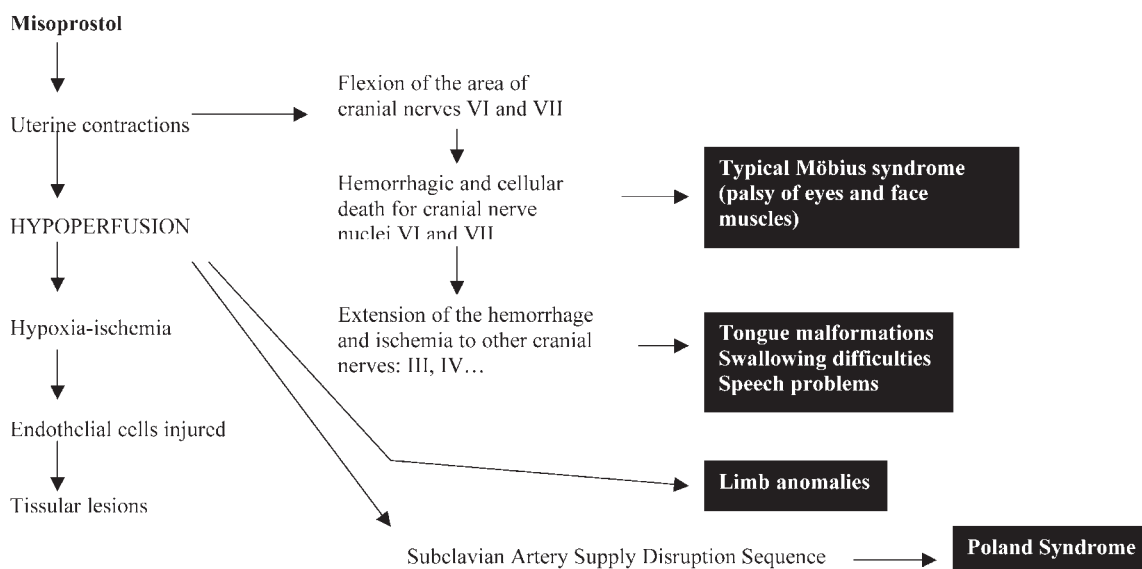 Misoprostol
Uterine contractions
HYPOPERFUSION
Hypoxia-ischemia
Endothelial cells injured
Tissular lesions
Flexion of the area of
cranial nerves VI and VII
Hemorrhagic and cellular
death for cranial nerve
nuclei VI and VII
Extension of the hemorrhage
and ischemia to other cranial
nerves: III, IV...
Typical Möbius syndrome
(palsy of eyes and face
muscles)
Tongue malformations
Swallowing difficulties
Speech problems
Limb anomalies
Subclavian Artery Supply Disruption Sequence
Poland Syndrome